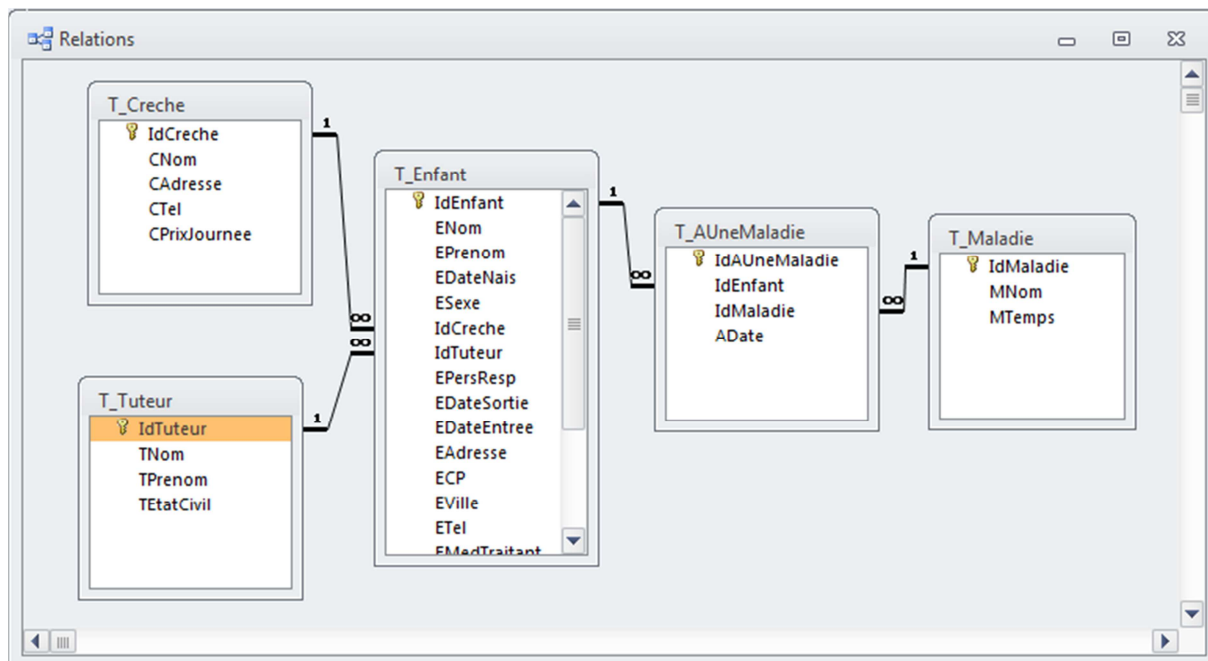 Relations
T_Creche
IdCreche
CNom
CAdresse
CTel
CPrixJournee
1
∞
T_Tuteur
IdTuteur
TNom
TPrenom
TEtatCivil
1
∞
T_Enfant
IdEnfant
ENom
EPrenom
EDateNais
ESexe
IdCreche
IdTuteur
EPersResp
EDateSortie
EDateEntree
EAdresse
ECP
EVille
ETel
EMedTraitant
1
∞
T_AUneMaladie
IdAUneMaladie
IdEnfant
IdMaladie
ADate
∞
1
T_Maladie
IdMaladie
MNom
MTemps